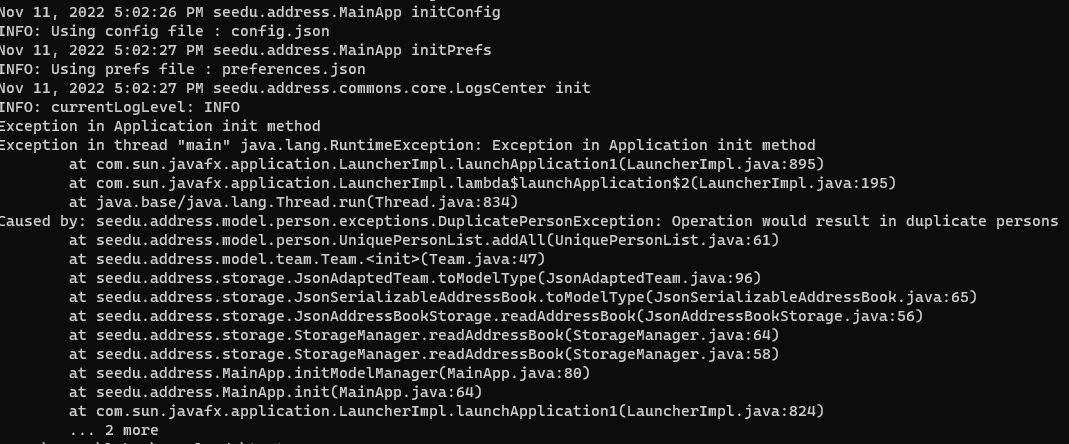 Nov 11, 2022 5:02:26 PM seedu.address.MainApp initConfig
INFO: Using config file : config.json
Nov 11, 2022 5:02:27 PM seedu.address.MainApp initPrefs
INFO: Using prefs file : preferences.json
Nov 11, 2022 5:02:27 PM seedu.address.commons.core.LogsCenter init
INFO: currentLogLevel: INFO
Exception in Application init method
Exception in thread "main" java.lang.RuntimeException: Exception in Application init method
        at com.sun.javafx.application.LauncherImpl.launchApplication1(LauncherImpl.java:895)
        at com.sun.javafx.application.LauncherImpl.lambda$launchApplication$2(LauncherImpl.java:195)
        at java.base/java.lang.Thread.run(Thread.java:834)
Caused by: seedu.address.model.person.exceptions.DuplicatePersonException: Operation would result in duplicate persons
        at seedu.address.model.person.UniquePersonList.addAll(UniquePersonList.java:61)
        at seedu.address.model.team.Team.<init>(Team.java:47)
        at seedu.address.storage.JsonAdaptedTeam.toModelType(JsonAdaptedTeam.java:96)
        at seedu.address.storage.JsonSerializableAddressBook.toModelType(JsonSerializableAddressBook.java:65)
        at seedu.address.storage.JsonAddressBookStorage.readAddressBook(JsonAddressBookStorage.java:56)
        at seedu.address.storage.StorageManager.readAddressBook(StorageManager.java:64)
        at seedu.address.storage.StorageManager.readAddressBook(StorageManager.java:58)
        at seedu.address.MainApp.initModelManager(MainApp.java:80)
        at seedu.address.MainApp.init(MainApp.java:64)
        at com.sun.javafx.application.LauncherImpl.launchApplication1(LauncherImpl.java:824)
        ... 2 more